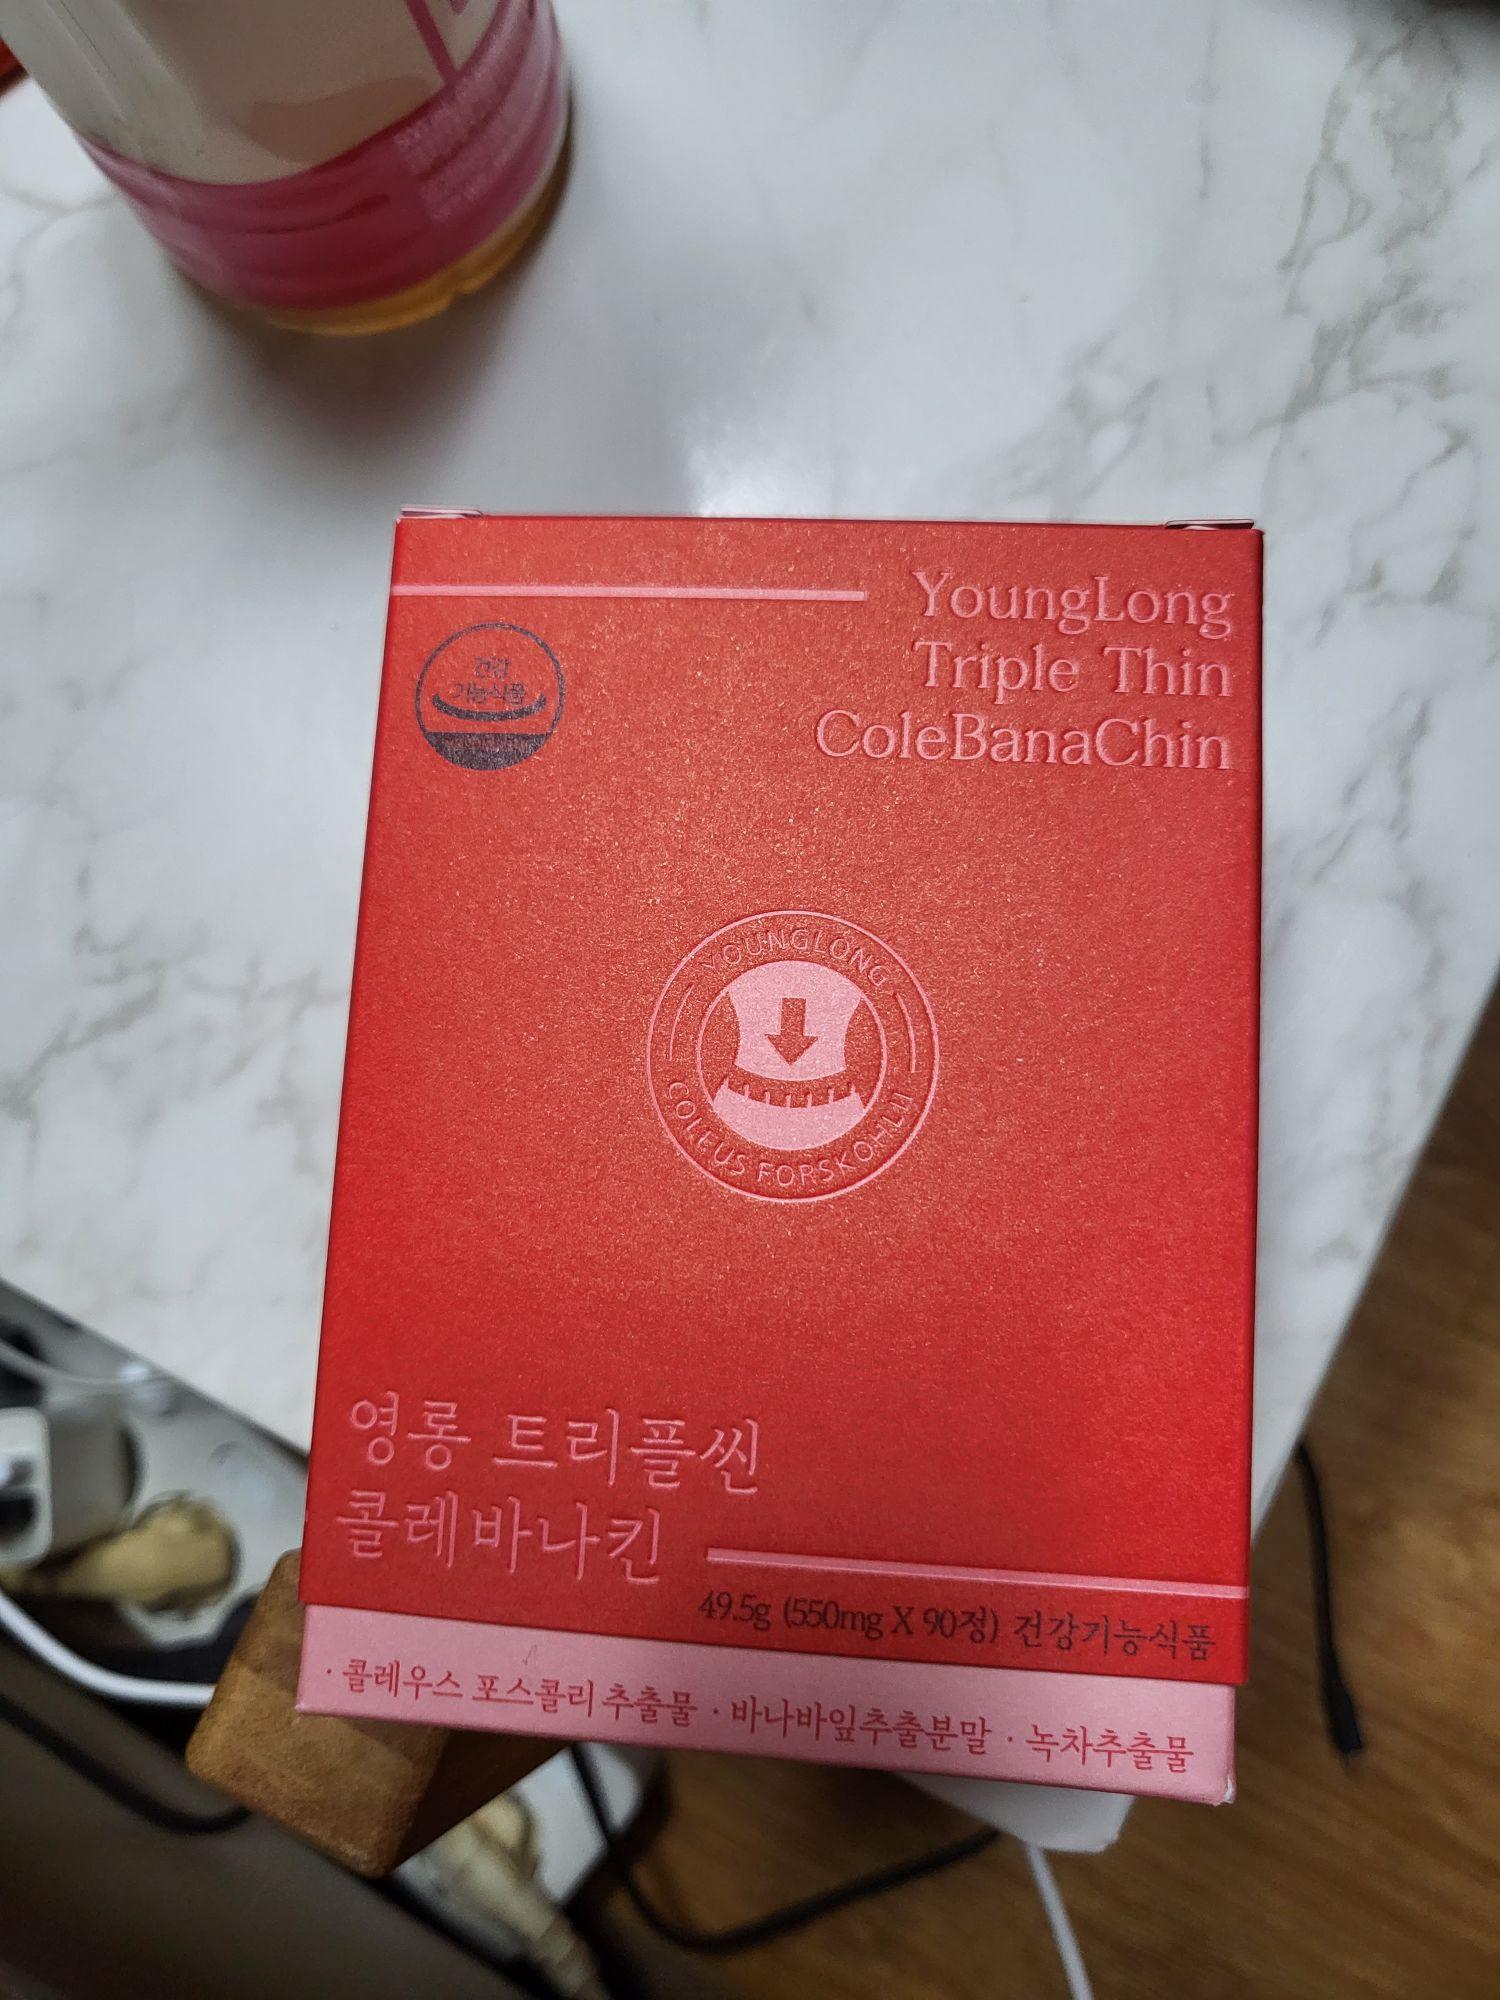 YoungLong
Triple Thin
ColeBanaChin
건강
기능식품
YOUNGLONG
COLEUS FORSKOHLII
영롱 트리플씬
콜레바나킨
49.5g (550mg X 90정) 건강기능식품
· 콜레우스 포스콜리추출물 · 바나바잎추출분말 · 녹차추출물